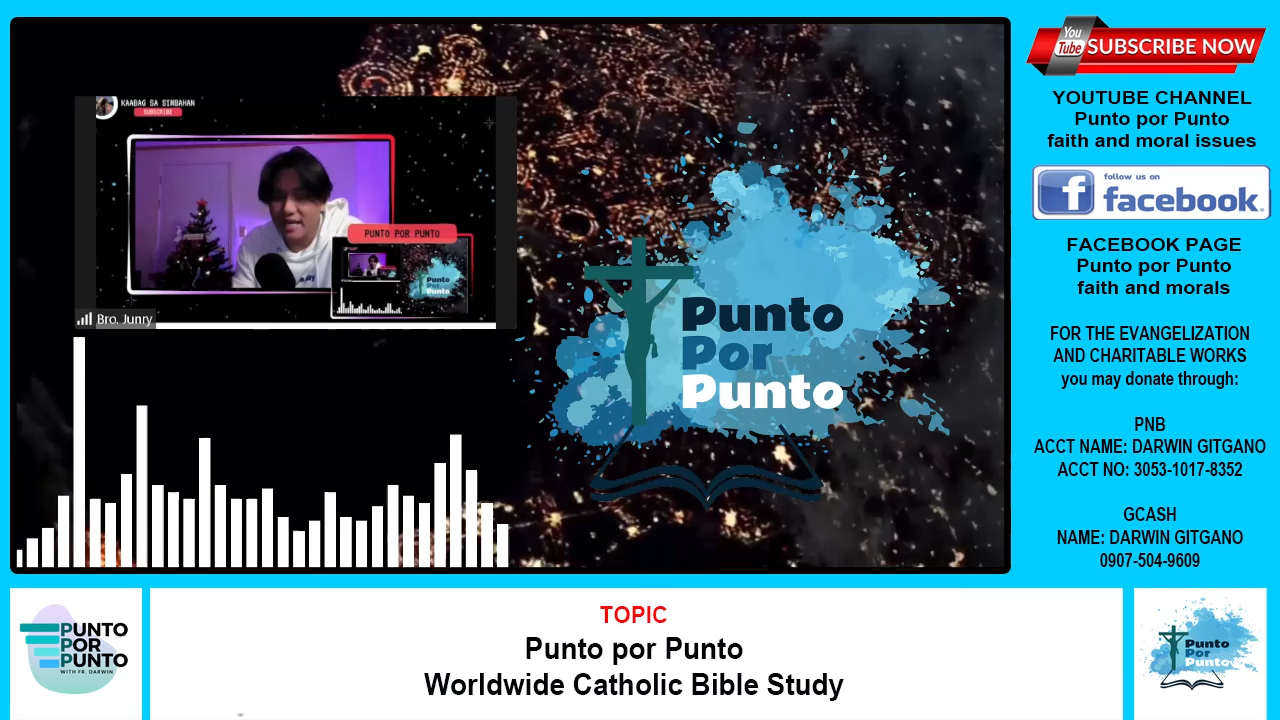 KAABAG SA SIMBAHAN
SUBSCRIBE
PUNTO POR PUNTO
Punto
Por
Punto
Bro. Junry
Punto
Por
Punto
You
Tube
SUBSCRIBE NOW
YOUTUBE CHANNEL
Punto por Punto
faith and moral issues
follow us on
facebook.
FACEBOOK PAGE
Punto por Punto
faith and morals
FOR THE EVANGELIZATION
AND CHARITABLE WORKS
you may donate through:
PNB
ACCT NAME: DARWIN GITGANO
ACCT NO: 3053-1017-8352
GCASH
NAME: DARWIN GITGANO
0907-504-9609
PUNTO
POR
PUNTO
WITH FR. DARWIN
TOPIC
Punto por Punto
Worldwide Catholic Bible Study
Punto
Por
Punto